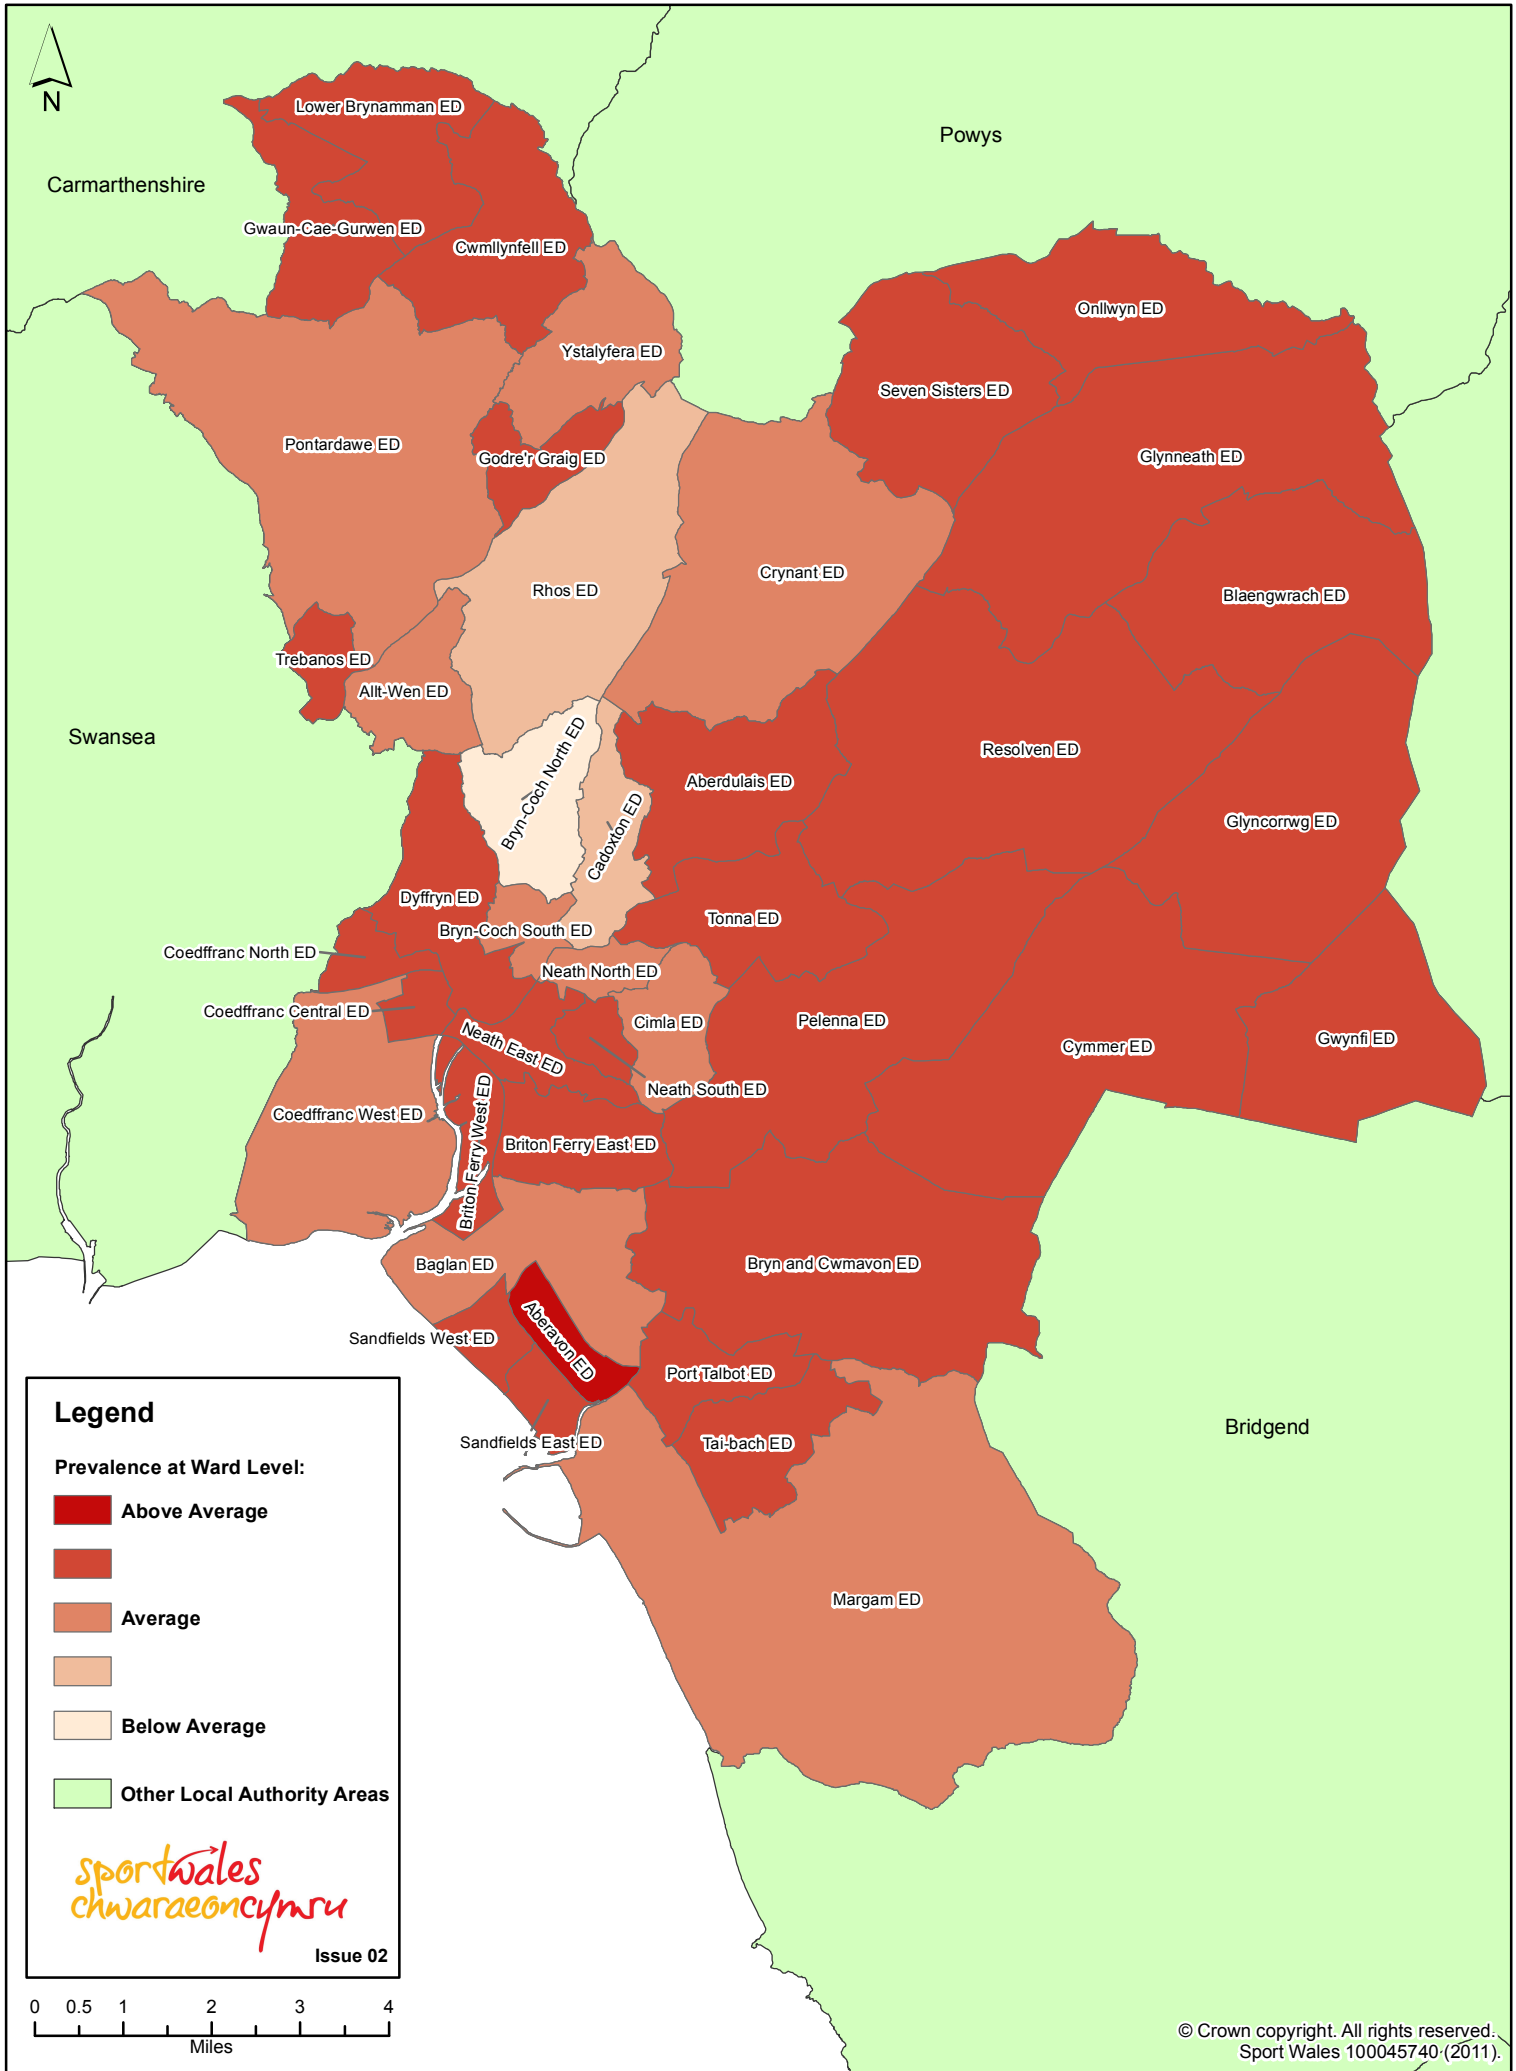 N
Carmarthenshire
Powys
Lower Brynamman ED
Gwaun-Cae-Gurwen ED
Cwmllynfell ED
Onllwyn ED
Ystalyfera ED
Seven Sisters ED
Pontardawe ED
Godre'r Graig ED
Glynneath ED
Crynant ED
Rhos ED
Blaengwrach ED
Trebanos ED
Allt-Wen ED
Swansea
Bryn-Coch North ED
Resolven ED
Aberdulais ED
Cadoxton ED
Glyncorrwg ED
Dyffryn ED
Bryn-Coch South ED
Tonna ED
Coedffranc North ED
Neath North ED
Coedffranc Central ED
Cimla ED
Pelenna ED
Neath East ED
Cymmer ED
Gwynfi ED
Neath South ED
Coedffranc West ED
Briton Ferry West ED
Briton Ferry East ED
Baglan ED
Bryn and Cwmavon ED
Aberavon ED
Sandfields West ED
Port Talbot ED
Sandfields East ED
Tai-bach ED
Bridgend
Margam ED
Legend
Prevalence at Ward Level:
Above Average
Average
Below Average
Other Local Authority Areas
sportwales
chwaraeoncymru
Issue 02
0 0.5 1 2 3 4
Miles
© Crown copyright. All rights reserved.
Sport Wales 100045740 (2011).